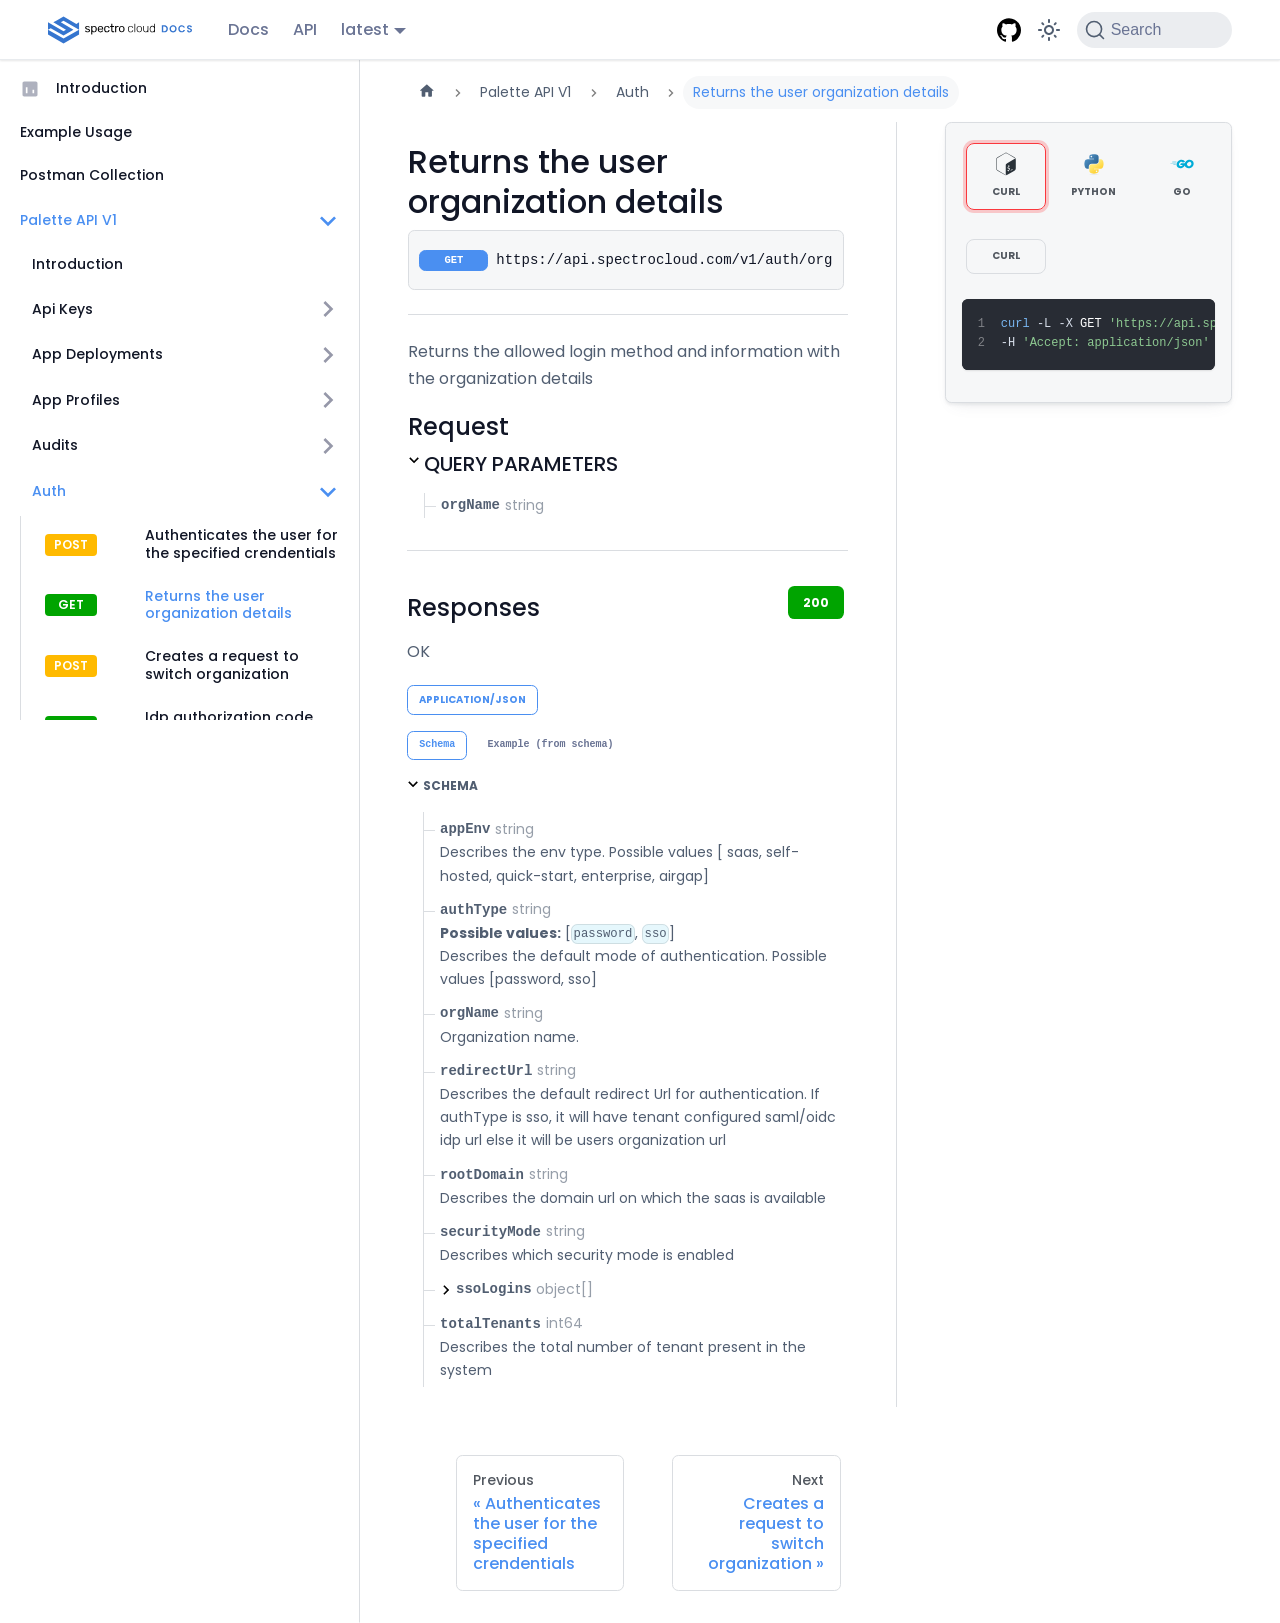 spectro cloud DOCS
Docs
API
latest
Search
Introduction
Example Usage
Postman Collection
Palette API V1
Introduction
Api Keys
App Deployments
App Profiles
Audits
Auth
POST
Authenticates the user for
the specified crendentials
GET
Returns the user
organization details
POST
Creates a request to
switch organization
Idp authorization code
Palette API V1
Auth
Returns the user organization details
Returns the user
organization details
GET https://api.spectrocloud.com/v1/auth/org
Returns the allowed login method and information with
the organization details
Request
QUERY PARAMETERS
orgName string
Responses
200
OK
APPLICATION/JSON
Schema
Example (from schema)
SCHEMA
appEnv string
Describes the env type. Possible values [ saas, self-
hosted, quick-start, enterprise, airgap]
authType string
Possible values: [password, sso]
Describes the default mode of authentication. Possible
values [password, sso]
orgName string
Organization name.
redirectUrl string
Describes the default redirect Url for authentication. If
authType is sso, it will have tenant configured saml/oidc
idp url else it will be users organization url
rootDomain string
Describes the domain url on which the saas is available
securityMode string
Describes which security mode is enabled
ssoLogins object[]
totalTenants int64
Describes the total number of tenant present in the
system
CURL
PYTHON
GO
GO
CURL
1 curl -L -X GET 'https://api.sp
2 -H 'Accept: application/json'
Previous
« Authenticates
the user for the
specified
crendentials
Next
Creates a
request to
switch
organization »